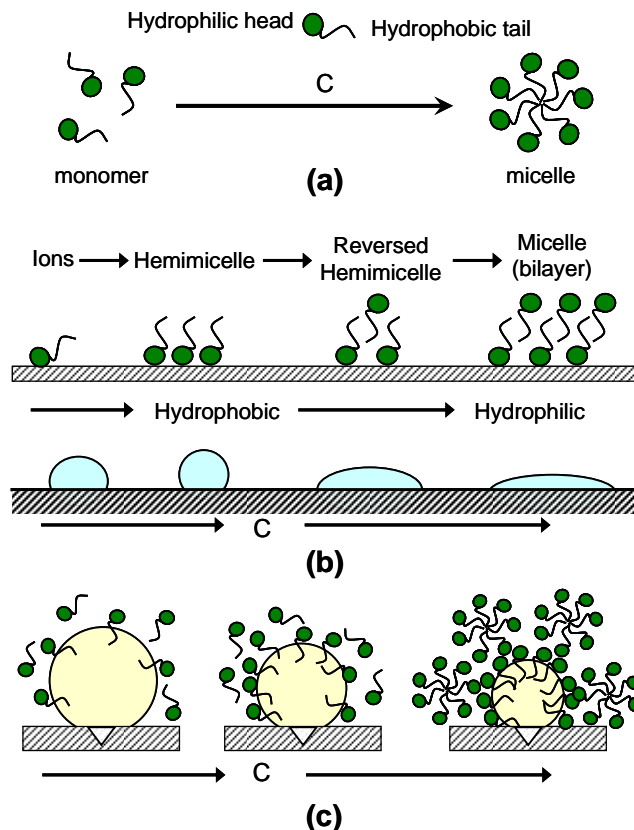 Hydrophilic head
Hydrophobic tail
C
monomer
micelle
(a)
Ions
Hemimicelle
Reversed
Hemimicelle
Micelle
(bilayer)
Hydrophobic
Hydrophilic
C
(b)
C
(c)